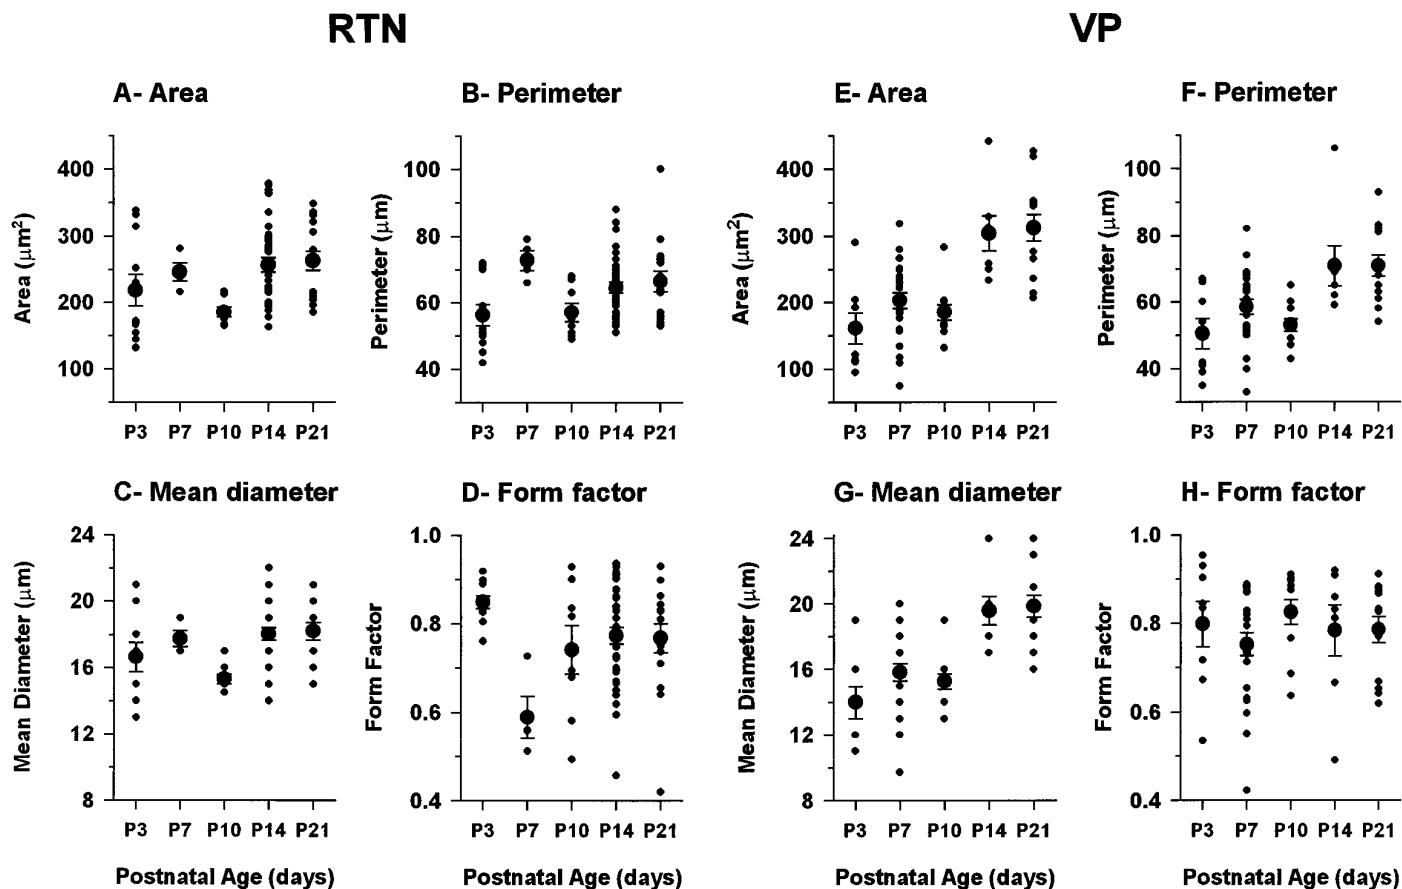 RTN
VP
A- Area
B- Perimeter
E- Area
F- Perimeter
Area (μm²)
400
300
200
100
P3 P7 P10 P14 P21
Perimeter (μm)
100
80
60
40
P3 P7 P10 P14 P21
Area (μm²)
400
300
200
100
P3 P7 P10 P14 P21
Perimeter (μm)
100
80
60
40
P3 P7 P10 P14 P21
C- Mean diameter
D- Form factor
G- Mean diameter
H- Form factor
Mean Diameter (μm)
24
20
16
12
8
P3 P7 P10 P14 P21
Postnatal Age (days)
Form Factor
1.0
0.8
0.6
0.4
P3 P7 P10 P14 P21
Postnatal Age (days)
Mean Diameter (μm)
24
20
16
12
8
P3 P7 P10 P14 P21
Postnatal Age (days)
Form Factor
1.0
0.8
0.6
0.4
P3 P7 P10 P14 P21
Postnatal Age (days)